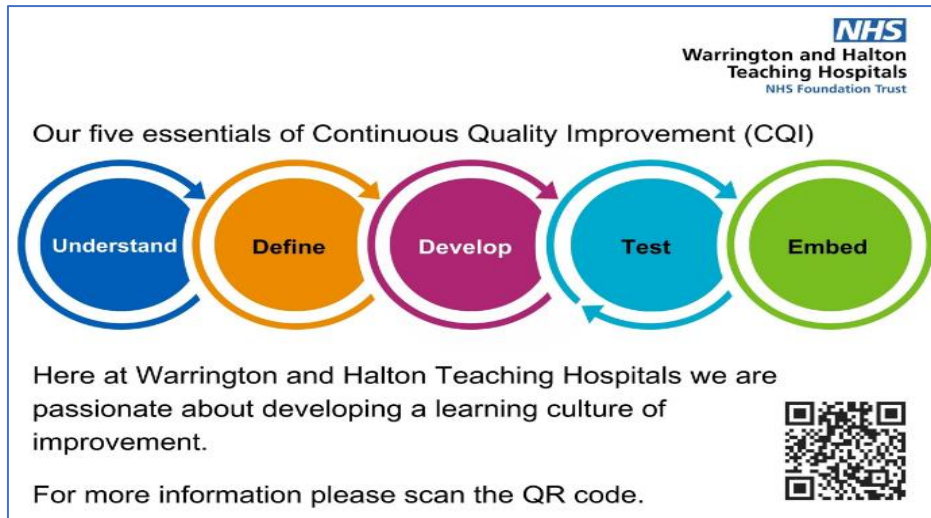 NHS
Warrington and Halton
Teaching Hospitals
NHS Foundation Trust
Our five essentials of Continuous Quality Improvement (CQI)
Understand
Define
Develop
Test
Embed
Here at Warrington and Halton Teaching Hospitals we are
passionate about developing a learning culture of
improvement.
For more information please scan the QR code.